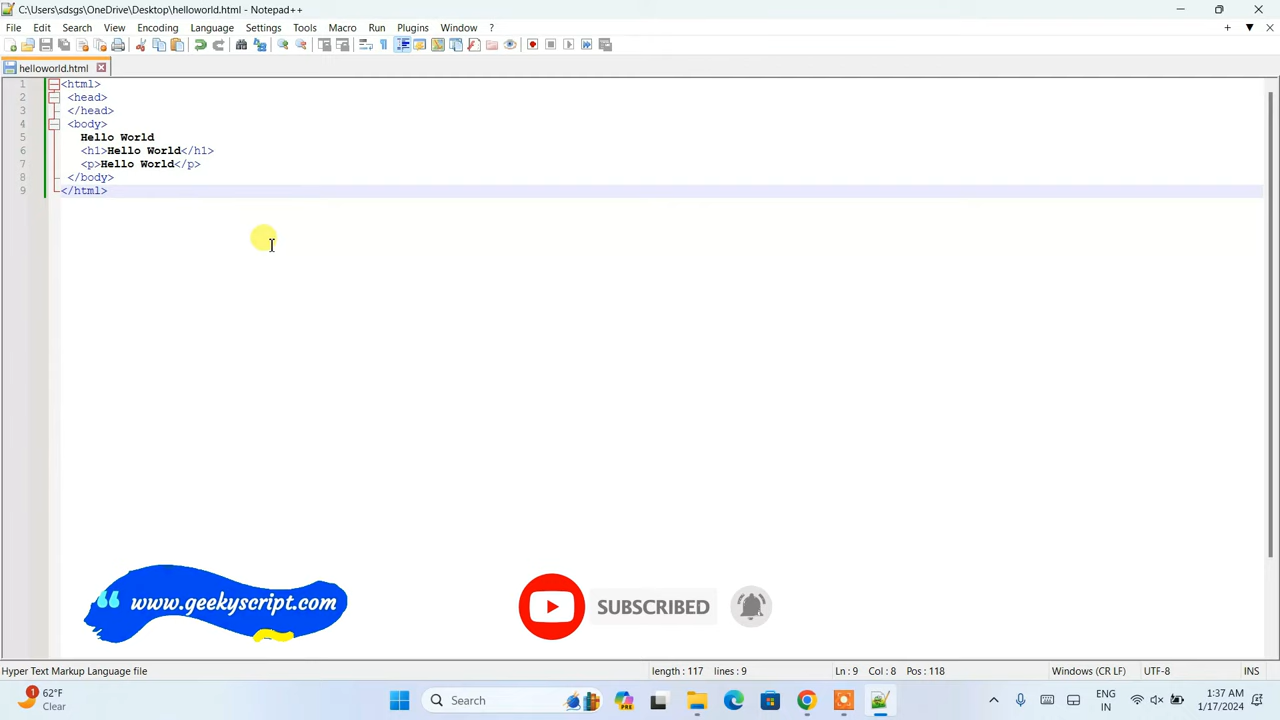 C:\Users\sdsgs\OneDrive\Desktop\helloworld.html - Notepad++
File Edit Search View Encoding Language Settings Tools Macro Run Plugins Window ?
helloworld.html
1 <html>
2 <head>
3 </head>
4 <body>
5 Hello World
6 <h1>Hello World</h1>
7 <p>Hello World</p>
8 </body>
9 </html>
www.geekyscript.com
SUBSCRIBED
Hyper Text Markup Language file length : 117 lines : 9 Ln : 9 Col : 8 Pos : 118 Windows (CR LF) UTF-8 INS
1 62°F
Clear
Search
PRE
ENG
IN
1:37 AM
1/17/2024